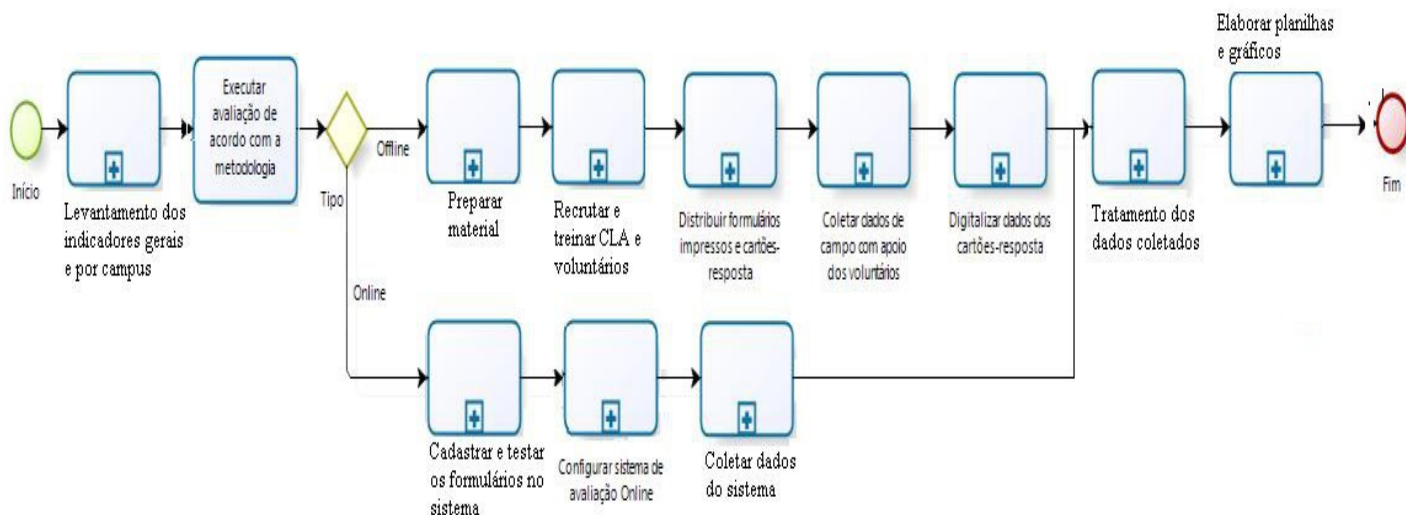 Elaborar planilhas
e gráficos
Executar
avaliação de
acordo com a
metodologia
Início
Levantamento dos
indicadores gerais
e por campus
Tipo
Offline
Preparar
material
Recrutar e
treinar CLA e
voluntários
Distribuir formulários
impressos e cartões-
resposta
Coletar dados de
campo com apoio
dos voluntários
Digitalizar dados dos
cartões-resposta
Tratamento dos
dados coletados
Fim
Online
Cadastrar e testar
os formulários no
sistema
Configurar sistema de
avaliação Online
Coletar dados
do sistema